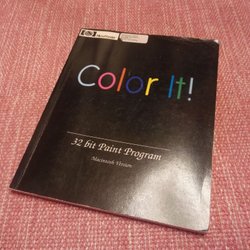 Color It!
32 bit Paint Program
Macintosh Version